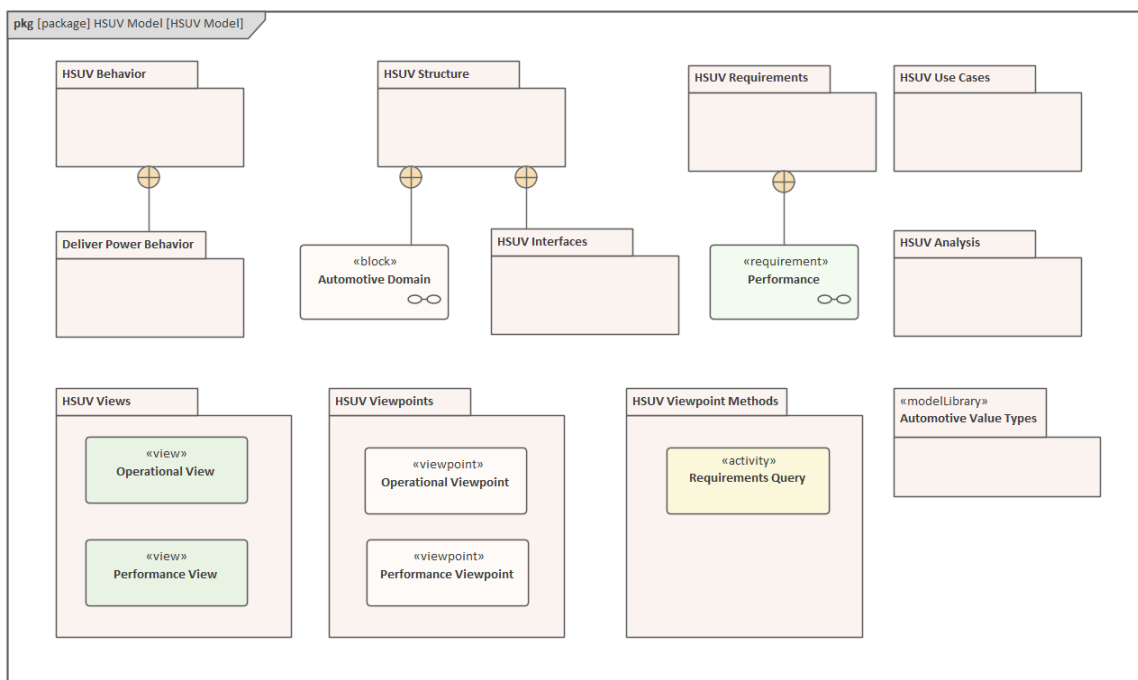 pkg [package] HSUV Model [HSUV Model]
HSUV Behavior
HSUV Structure
HSUV Requirements
HSUV Use Cases
Deliver Power Behavior
«block»
Automotive Domain
HSUV Interfaces
«requirement»
Performance
HSUV Analysis
HSUV Views
«view»
Operational View
«view»
Performance View
HSUV Viewpoints
«viewpoint»
Operational Viewpoint
«viewpoint»
Performance Viewpoint
HSUV Viewpoint Methods
«activity»
Requirements Query
«modelLibrary»
Automotive Value Types